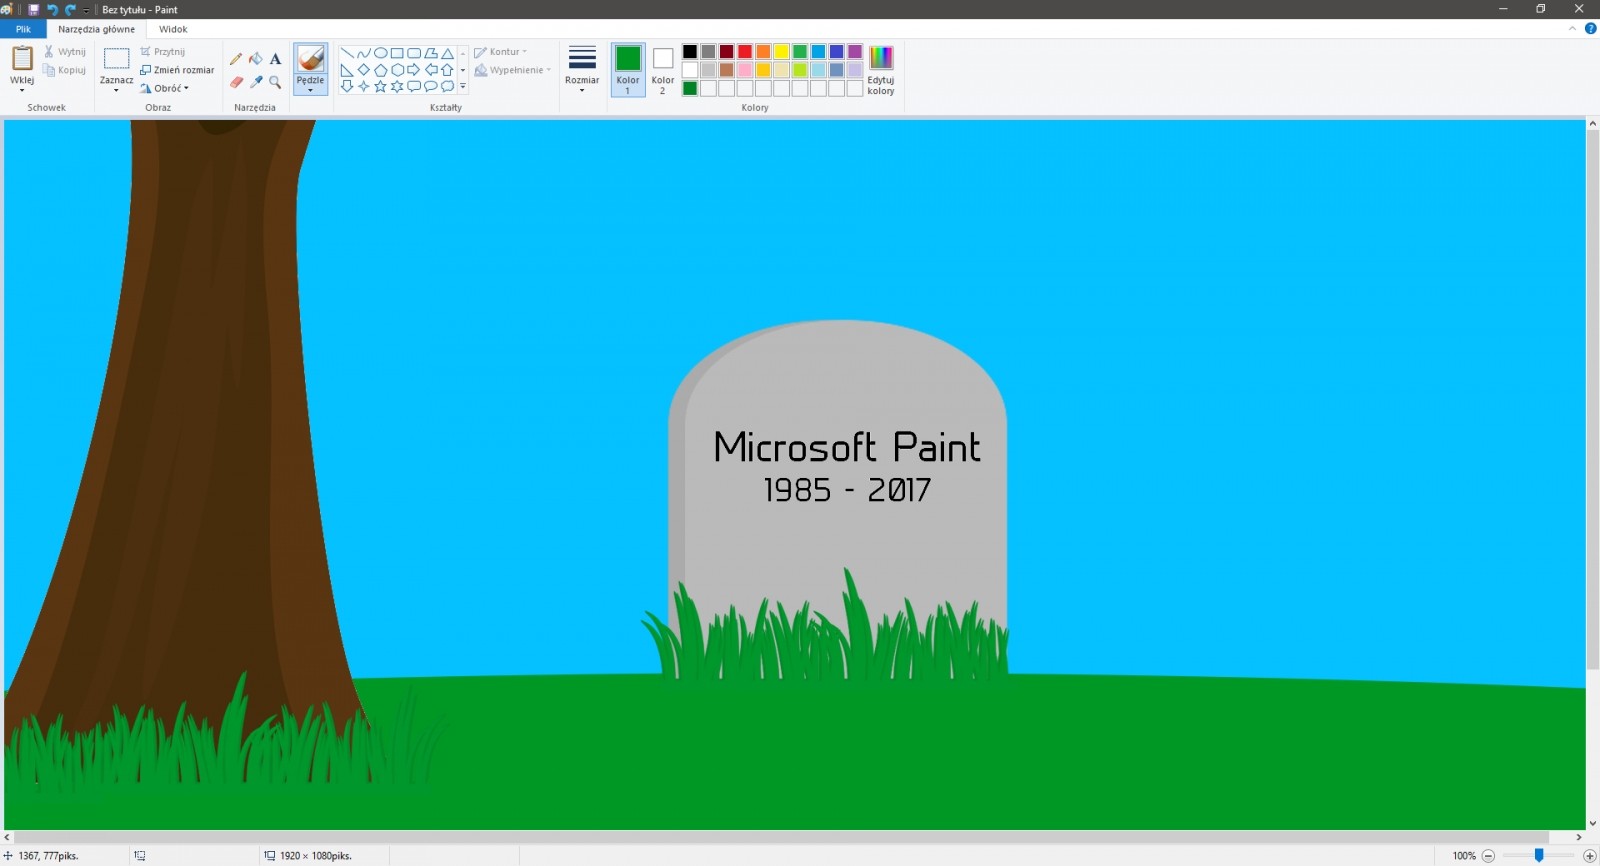 Bez tytułu - Paint
Plik
Narzędzia główne
Widok
Wklej
Wytnij
Kopiuj
Schowek
Zaznacz
Przytnij
Zmień rozmiar
Obróć
Obraz
A
Narzędzia
Pędzle
Kontur
Wypełnienie
Kształty
Rozmiar
Kolor
1
Kolor
2
Edytuj
kolory
Kolory
Microsoft Paint
1985 - 2017
1367, 777piks.
1920 × 1080piks.
100%